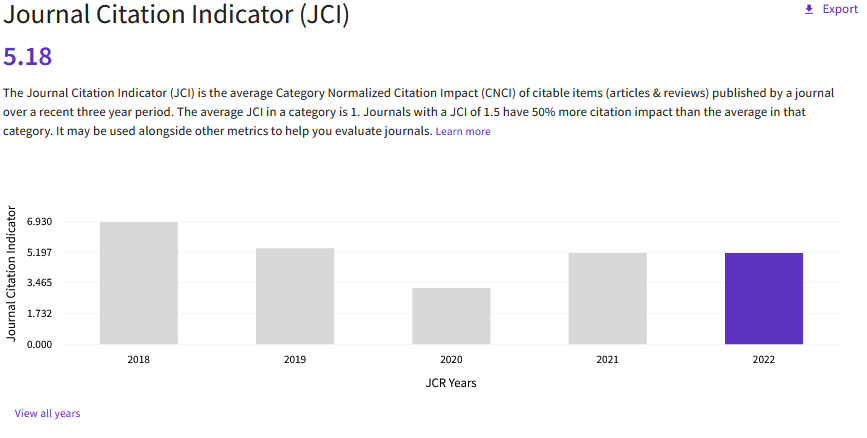 Journal Citation Indicator (JCI)
Export
5.18
The Journal Citation Indicator (JCI) is the average Category Normalized Citation Impact (CNCI) of citable items (articles & reviews) published by a journal
over a recent three year period. The average JCI in a category is 1. Journals with a JCI of 1.5 have 50% more citation impact than the average in that
category. It may be used alongside other metrics to help you evaluate journals. Learn more
Journal Citation Indicator
6.930
5.197
3.465
1.732
0.000
2018 2019 2020 2021 2022
JCR Years
View all years